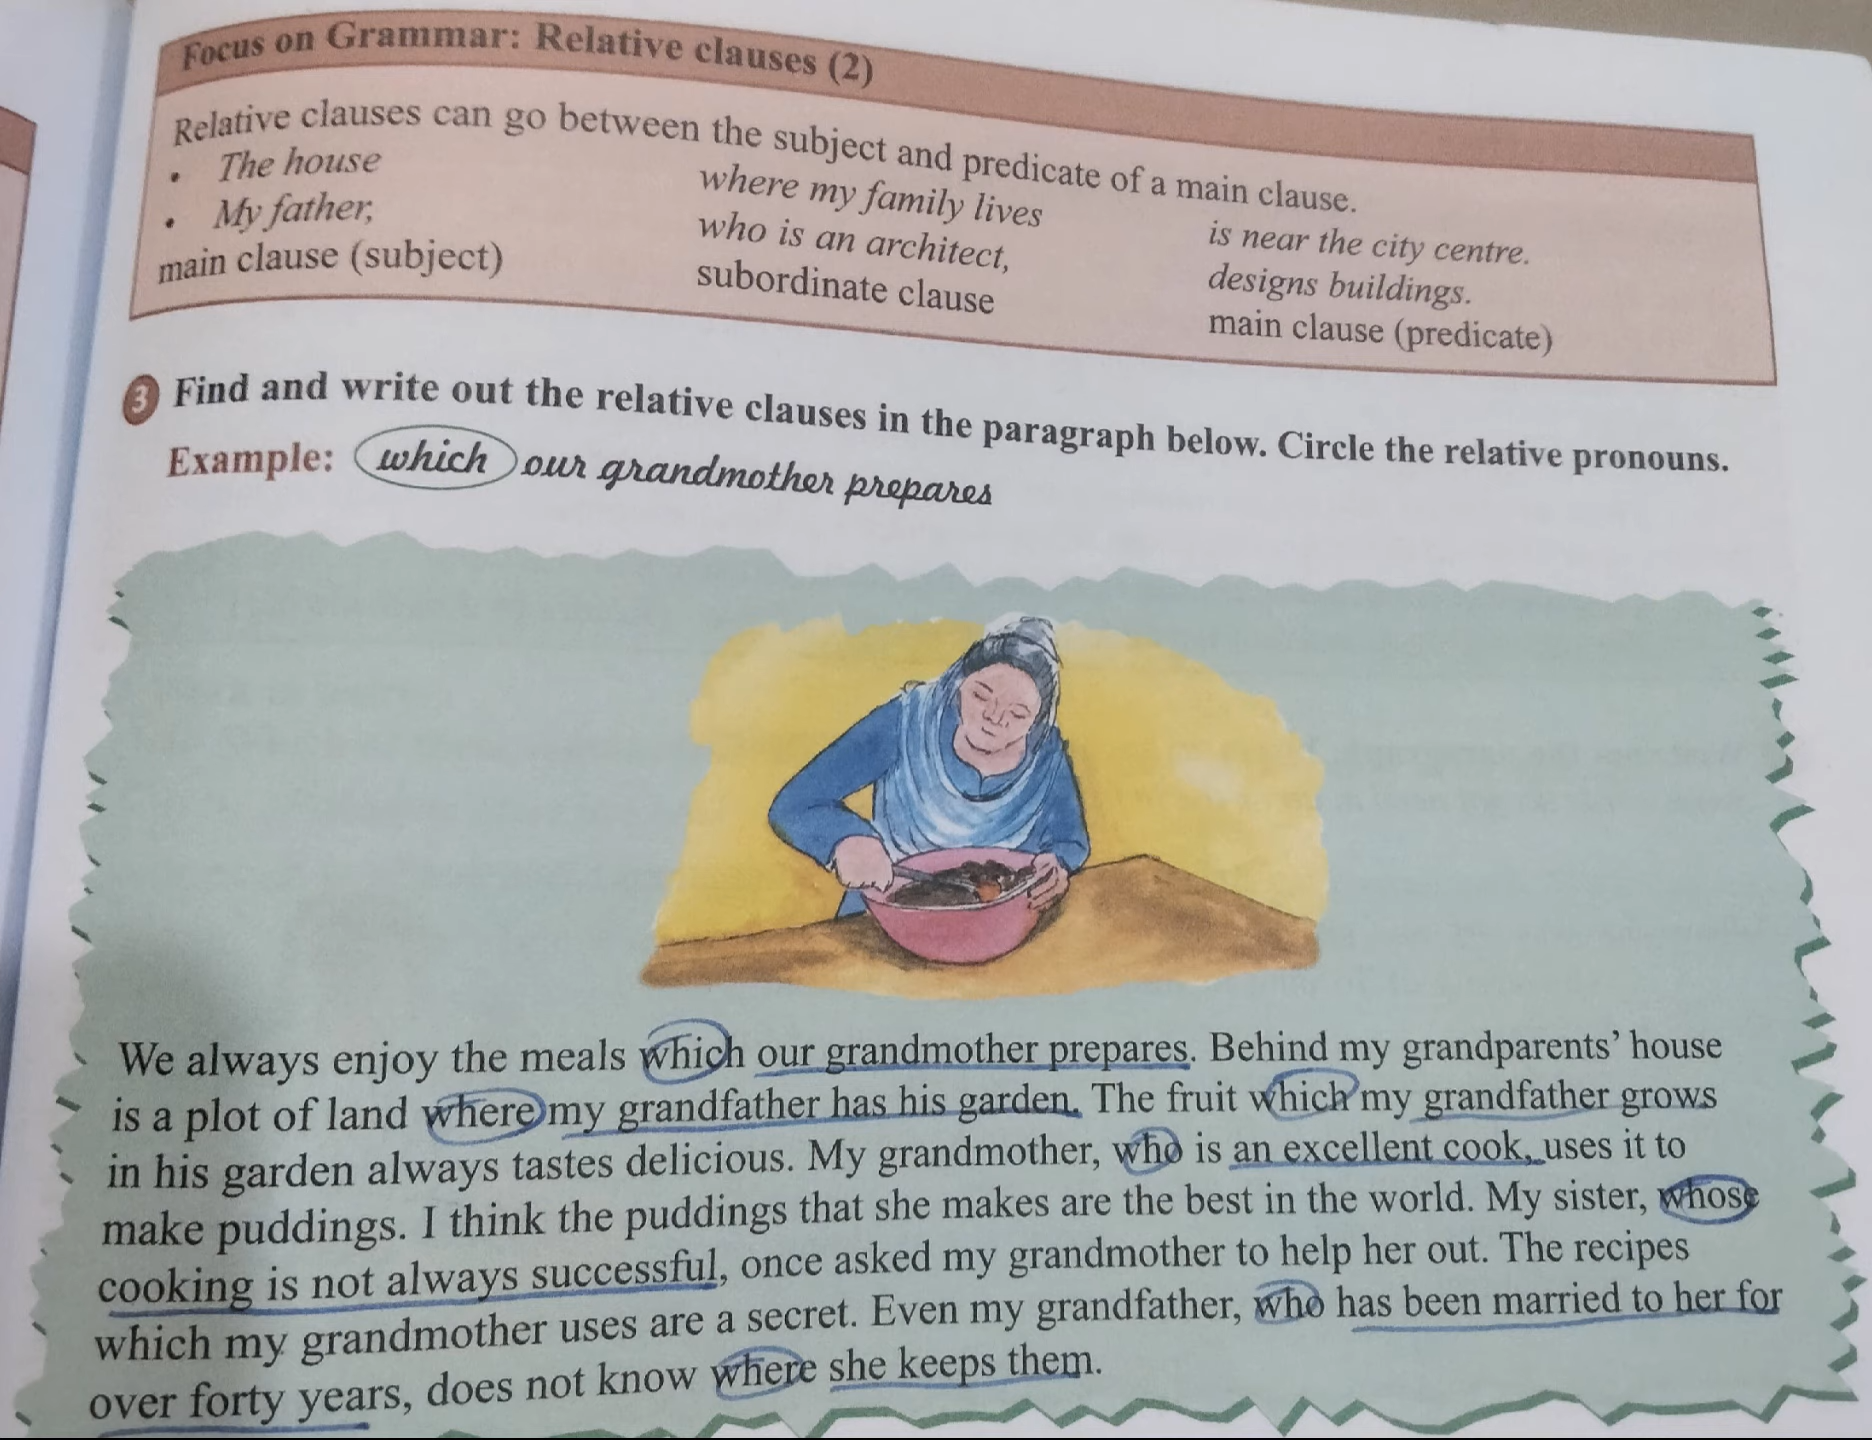 Focus on Grammar: Relative clauses (2)
Relative clauses can go between the subject and predicate of a main clause.
• The house where my family lives is near the city centre.
• My father, who is an architect, designs buildings.
main clause (subject) subordinate clause main clause (predicate)
3 Find and write out the relative clauses in the paragraph below. Circle the relative pronouns.
Example: which our grandmother prepares
We always enjoy the meals which our grandmother prepares. Behind my grandparents' house
is a plot of land where my grandfather has his garden. The fruit which my grandfather grows
in his garden always tastes delicious. My grandmother, who is an excellent cook, uses it to
make puddings. I think the puddings that she makes are the best in the world. My sister, whose
cooking is not always successful, once asked my grandmother to help her out. The recipes
which my grandmother uses are a secret. Even my grandfather, who has been married to her for
over forty years, does not know where she keeps them.